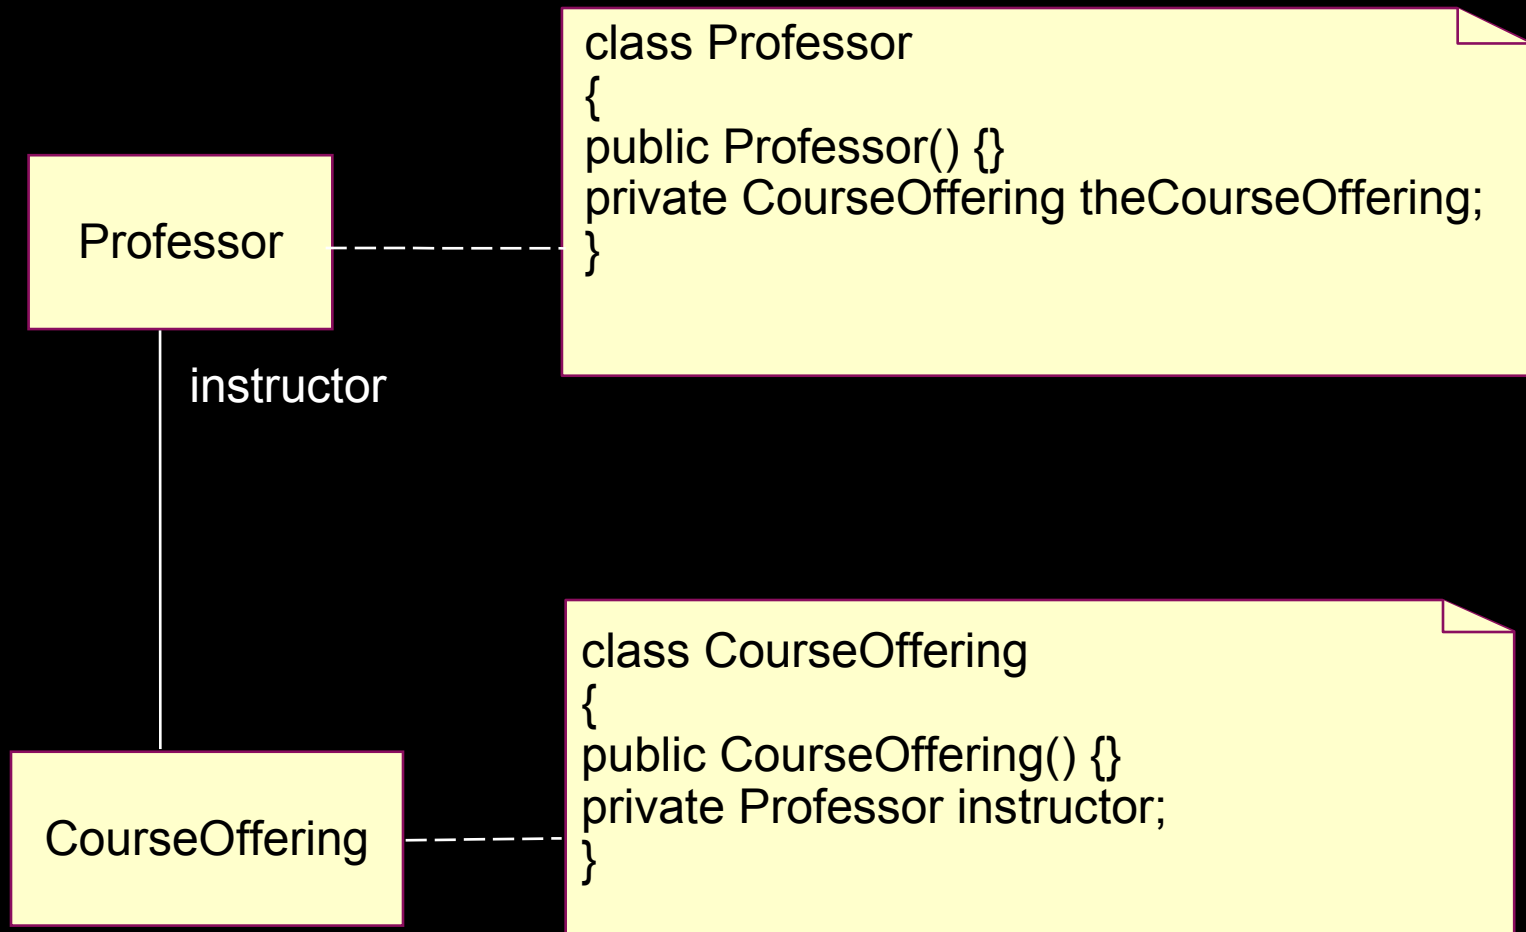 class Professor
{
public Professor() {}
private CourseOffering theCourseOffering;
}
Professor
instructor
class CourseOffering
{
public CourseOffering() {}
private Professor instructor;
}
CourseOffering